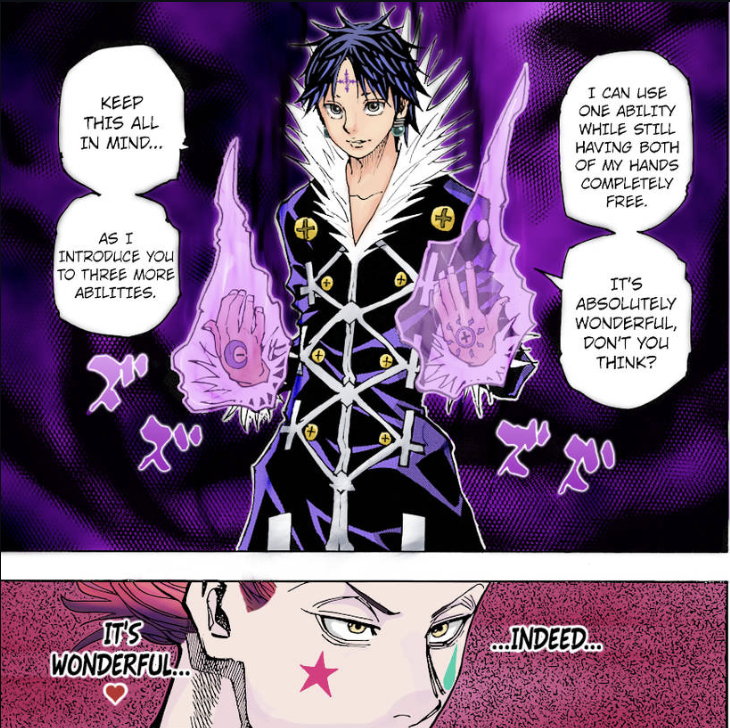 I CAN USE
ONE ABILITY
WHILE STILL
HAVING BOTH
OF MY HANDS
COMPLETELY
FREE.
IT'S
ABSOLUTELY
WONDERFUL,
DON'T YOU
THINK?
KEEP
THIS ALL
IN MIND...
AS I
INTRODUCE YOU
TO THREE MORE
ABILITIES.
ズズ
ズズ
...INDEED...
IT'S
WONDERFUL...
♥